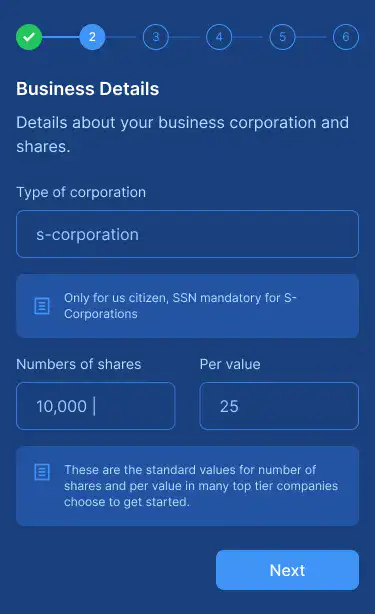 2 3 4 5 6
Business Details
Details about your business corporation and
shares.
Type of corporation
s-corporation
Only for us citizen, SSN mandatory for S-
Corporations
Numbers of shares
Per value
10,000
25
These are the standard values for number of
shares and per value in many top tier companies
choose to get started.
Next